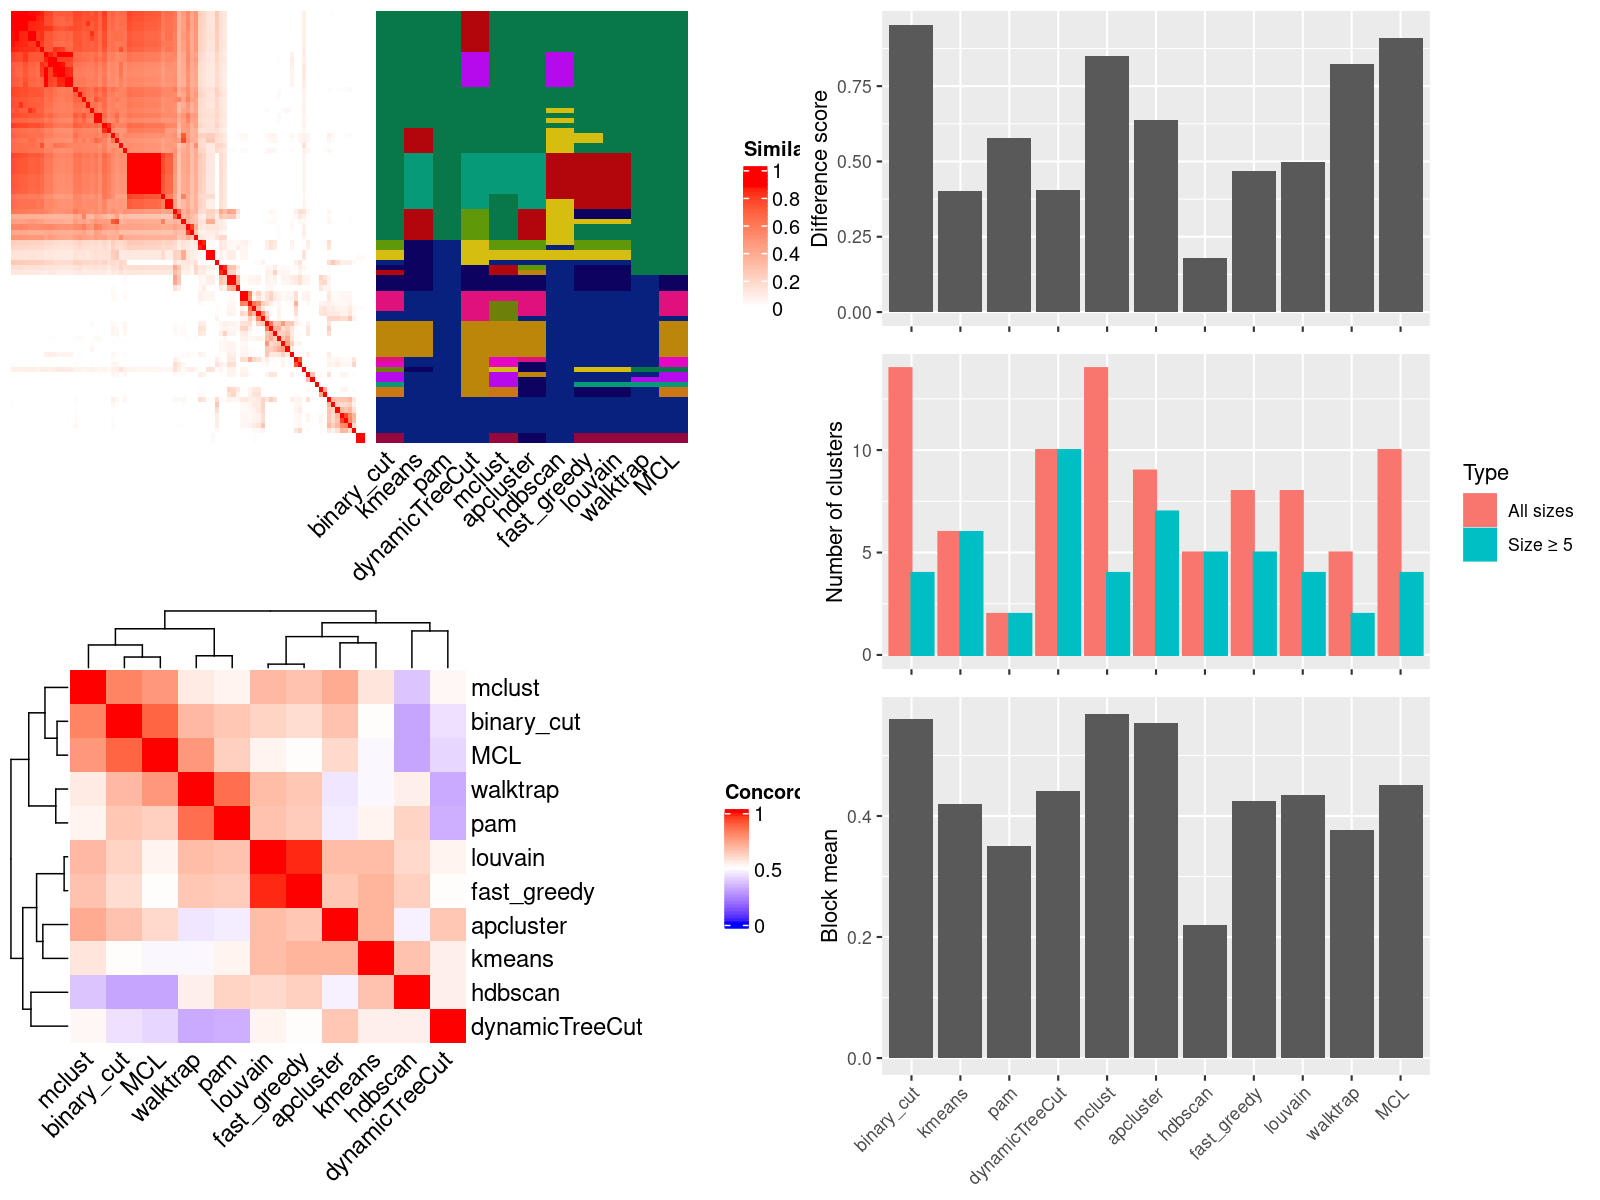 Simila
1
0.8
0.6
0.4
0.2
0
binary_cut
kmeans
pam
dynamicTreeCut
mclust
apcluster
hdbscan
fast_greedy
louvain
walktrap
MCL
Difference score
0.75
0.50
0.25
0.00
Number of clusters
10
5
0
Type
All sizes
Size ≥ 5
mclust
binary_cut
MCL
walktrap
pam
louvain
fast_greedy
apcluster
kmeans
hdbscan
dynamicTreeCut
mclust
binary_cut
MCL
walktrap
pam
louvain
fast_greedy
apcluster
kmeans
hdbscan
dynamicTreeCut
Concord
1
0.5
0
Block mean
0.4
0.2
0.0
binary_cut
kmeans
pam
dynamicTreeCut
mclust
apcluster
hdbscan
fast_greedy
louvain
walktrap
MCL